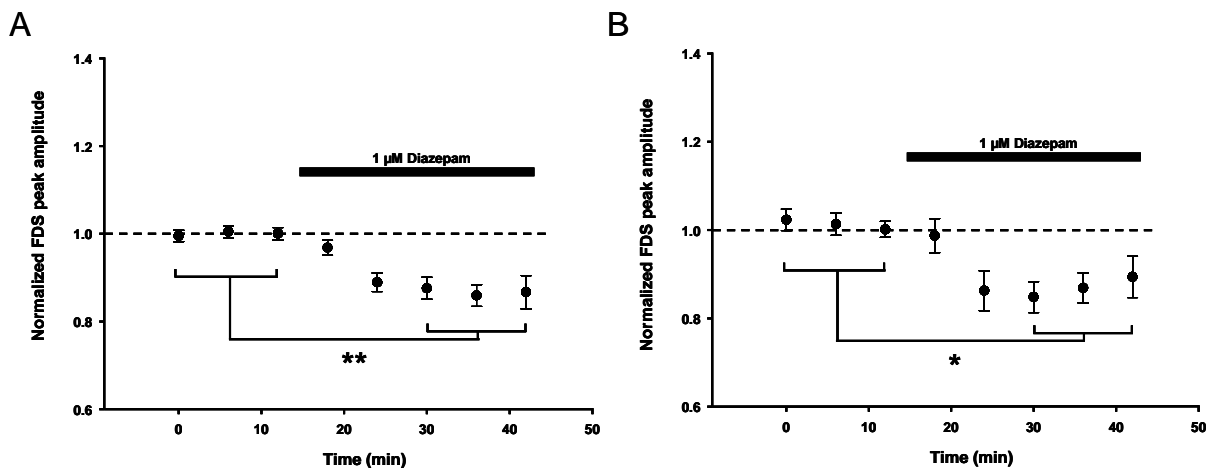 A
Normalized FDS peak amplitude
1.4
1.2
1.0
0.8
0.6
1 µM Diazepam
**
0 10 20 30 40 50
Time (min)
B
Normalized FDS peak amplitude
1.4
1.2
1.0
0.8
0.6
1 µM Diazepam
*
0 10 20 30 40 50
Time (min)